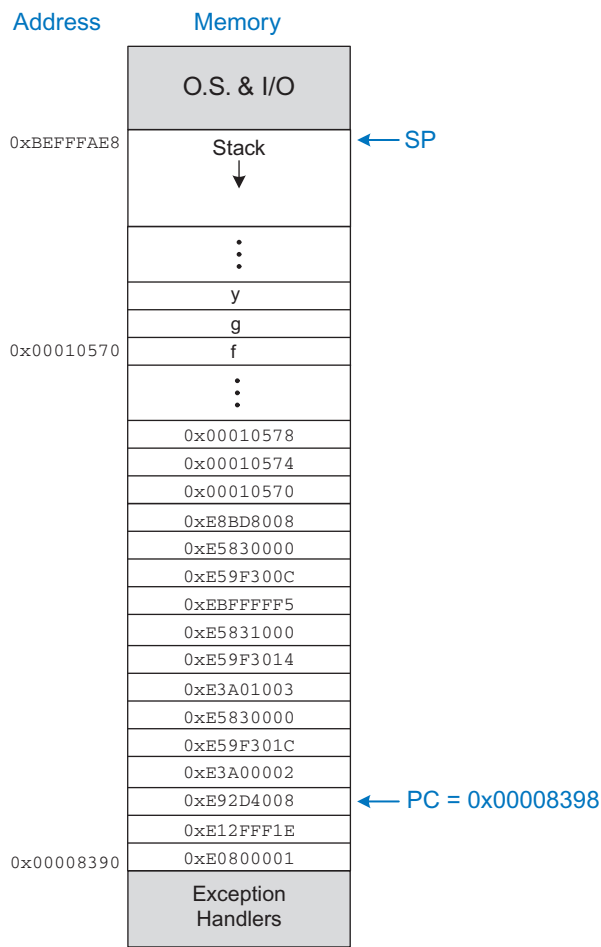 Address Memory
O.S. & I/O
0xBEFFFAE8 Stack SP
y
g
0x00010570 f
0x00010578
0x00010574
0x00010570
0xE8BD8008
0xE5830000
0xE59F300C
0xEBFFFFF5
0xE5831000
0xE59F3014
0xE3A01003
0xE5830000
0xE59F301C
0xE3A00002
0xE92D4008 PC = 0x00008398
0xE12FFF1E
0x00008390 0xE0800001
Exception
Handlers